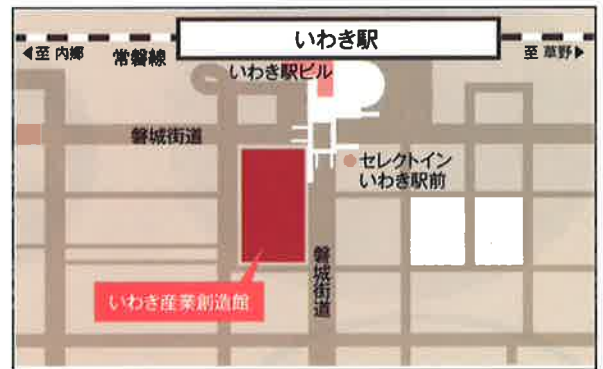 いわき駅
◀至 内郷
常磐線
至 草野▶
いわき駅ビル
磐城街道
セレクトイン
いわき駅前
磐城街道
いわき産業創造館